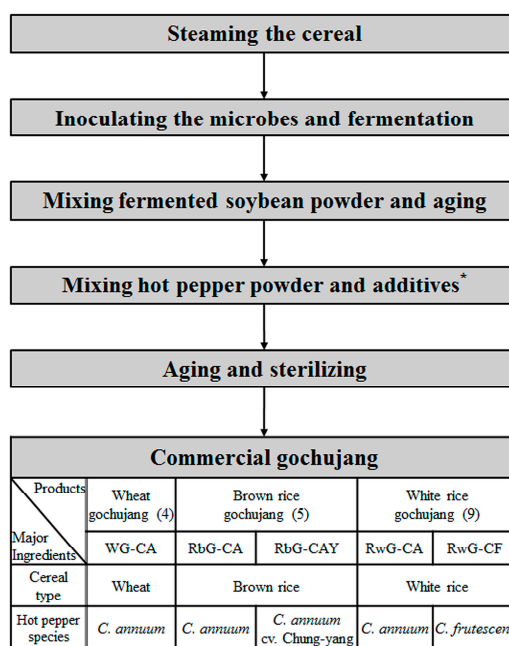 Steaming the cereal
Inoculating the microbes and fermentation
Mixing fermented soybean powder and aging
Mixing hot pepper powder and additives*
Aging and sterilizing
Commercial gochujang
Products
Major
Ingredients
Wheat
gochujang (4)
Brown rice
gochujang (5)
White rice
gochujang (9)
WG-CA
RbG-CA
RbG-CAY
RwG-CA
RwG-CF
Cereal
type
Wheat
Brown rice
White rice
Hot pepper
species
C. annuum
C. annuum
C. annuum
cv. Chung-yang
C. annuum
C. frutescen